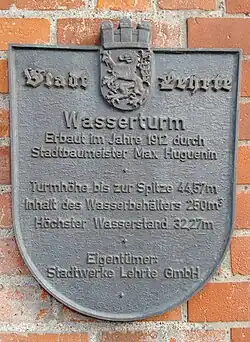 Stadt Lehrte
Wasserturm
Erbaut im Jahre 1912 durch
Stadtbaumeister Max Huguenin
Turmhöhe bis zur Spitze 44,57m
Inhalt des Wasserbehälters 250m³
Höchster Wasserstand 32,27m
Eigentümer:
Stadtwerke Lehrte GmbH